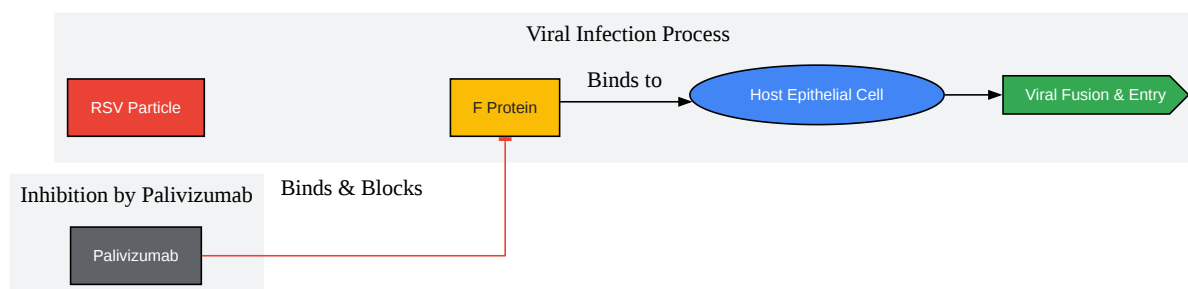 Viral Infection Process
RSV Particle
F Protein
Binds to
Host Epithelial Cell
Viral Fusion & Entry
Inhibition by Palivizumab
Binds & Blocks
Palivizumab